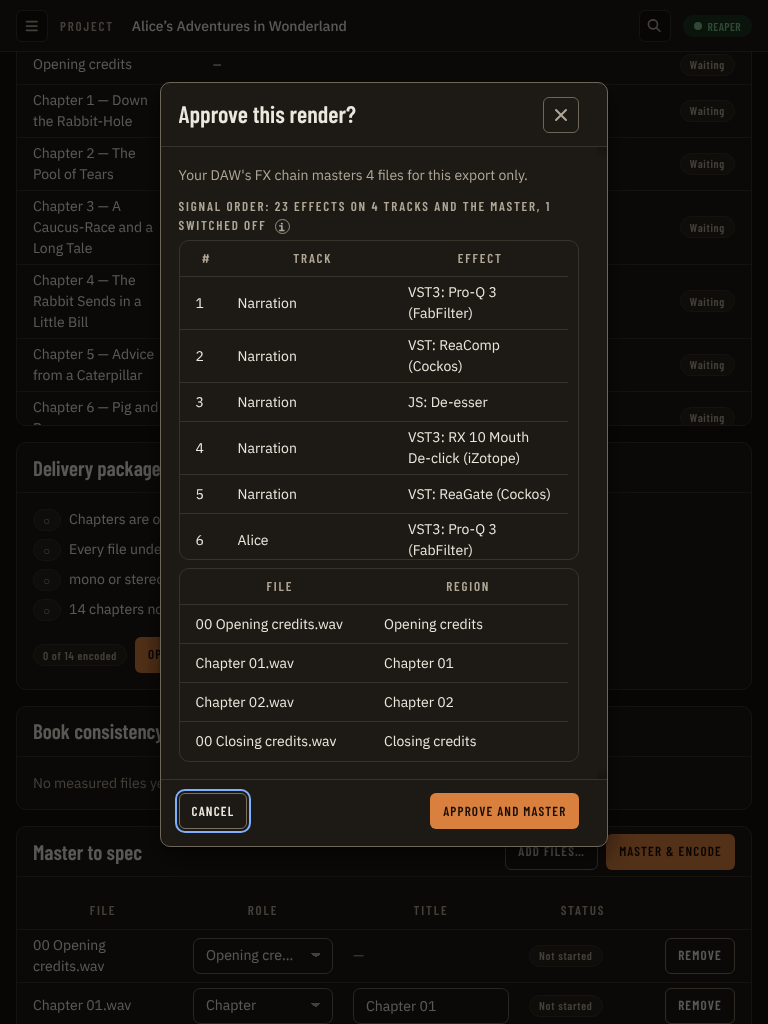 PROJECT Alice's Adventures in Wonderland REAPER
Opening credits — Waiting
Chapter 1 — Down
the Rabbit-Hole
Waiting
Chapter 2 — The
Pool of Tears
Waiting
Chapter 3 — A
Caucus-Race and a
Long Tale
Waiting
Chapter 4 — The
Rabbit Sends in a
Little Bill
Waiting
Chapter 5 — Advice
from a Caterpillar
Waiting
Chapter 6 — Pig and
Waiting
Delivery package
Chapters are
Every file
mono or
14 chapters
0 of 14 encoded
Book consistency
No measured files
Approve this render?
Your DAW's FX chain masters 4 files for this export only.
SIGNAL ORDER: 23 EFFECTS ON 4 TRACKS AND THE MASTER, 1
SWITCHED OFF
# TRACK EFFECT
1 Narration VST3: Pro-Q 3
(FabFilter)
2 Narration VST: ReaComp
(Cockos)
3 Narration JS: De-esser
4 Narration VST3: RX 10 Mouth
De-click (iZotope)
5 Narration VST: ReaGate (Cockos)
6 Alice VST3: Pro-Q 3
(FabFilter)
FILE REGION
00 Opening credits.wav Opening credits
Chapter 01.wav Chapter 01
Chapter 02.wav Chapter 02
00 Closing credits.wav Closing credits
CANCEL APPROVE AND MASTER
Master to spec ADD FILES... MASTER & ENCODE
FILE ROLE TITLE STATUS
00 Opening
credits.wav
Opening cre... — Not started REMOVE
Chapter 01.wav Chapter Chapter 01 Not started REMOVE